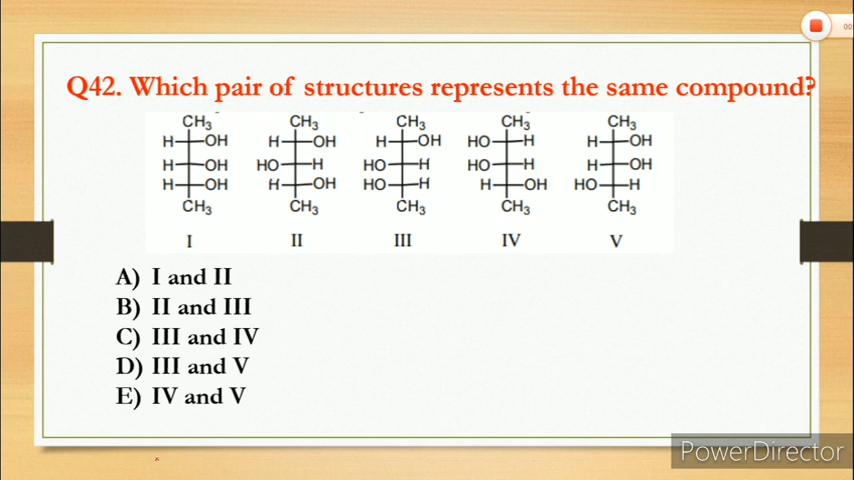 00
Q42. Which pair of structures represents the same compound?
CH3 CH3 CH3 CH3 CH3
H OH H OH H OH HO H H OH
H OH HO H HO H HO H H OH
H OH H OH HO H H OH HO H
CH3 CH3 CH3 CH3 CH3
I II III IV V
A) I and II
B) II and III
C) III and IV
D) III and V
E) IV and V
PowerDirector